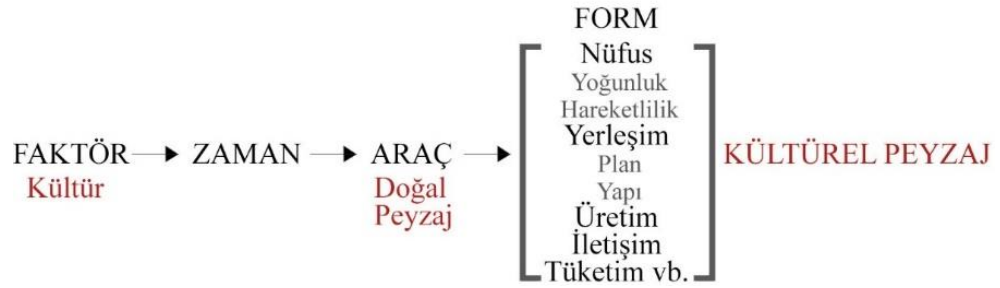 FORM
Nüfus
Yoğunluk
Hareketlilik
Yerleşim
Plan
Yapı
Üretim
İletişim
Tüketim vb.
FAKTÖR → ZAMAN → ARAÇ →
Kültür
Doğal
Peyzaj
KÜLTÜREL PEYZAJ